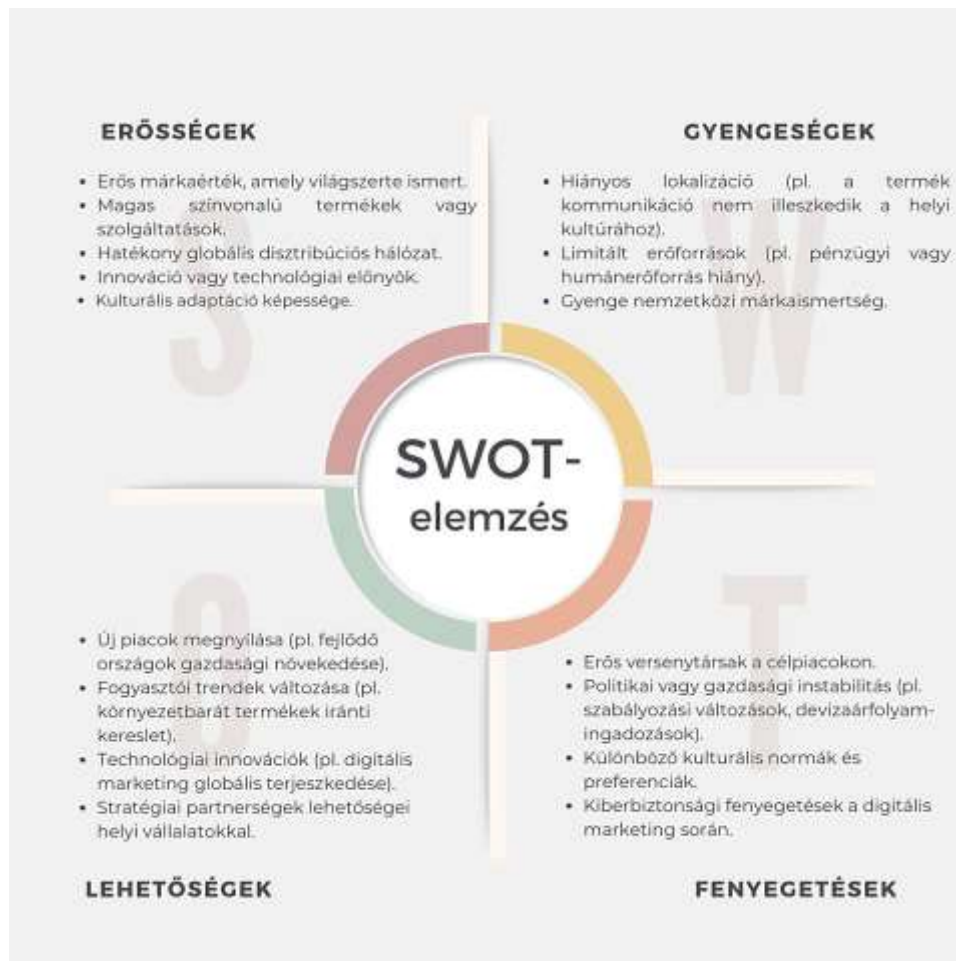 ERŐSSÉGEK
• Erős márkaérték, amely világszerte ismert.
• Magas színvonalú termékek vagy
szolgáltatások.
• Hatékony globális disztribúciós hálózat.
• Innováció vagy technológiai előnyök.
• Kulturális adaptáció képessége.
S
GYENGESÉGEK
• Hiányos lokalizáció (pl. a termék
kommunikáció nem illeszkedik a helyi
kultúrához).
• Limitált erőforrások (pl. pénzügyi vagy
humánerőforrás hiány).
• Gyenge nemzetközi márkaismertség.
W
SWOT-
elemzés
O
• Új piacok megnyílása (pl. fejlődő
országok gazdasági növekedése).
• Fogyasztói trendek változása (pl.
környezetbarát termékek iránti
kereslet).
• Technológiai innovációk (pl. digitális
marketing globális terjeszkedése).
• Stratégiai partnerségek lehetőségei
helyi vállalatokkal.
LEHETŐSÉGEK
T
• Erős versenytársak a célpiacokon.
• Politikai vagy gazdasági instabilitás (pl.
szabályozási változások, devizaárfolyam-
ingadozások).
• Különböző kulturális normák és
preferenciák.
• Kiberbiztonsági fenyegetések a digitális
marketing során.
FENYEGETÉSEK